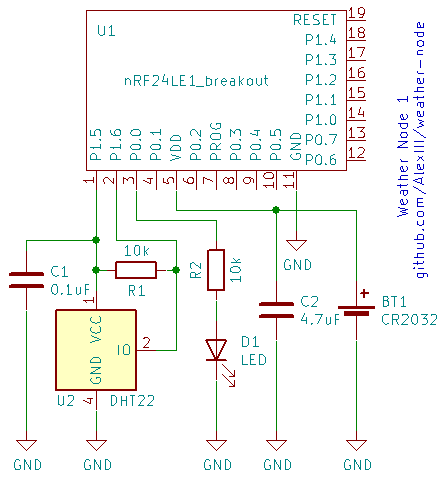 U1
nRF24LE1_breakout
RESET 19
P1.4 18
P1.3 17
P1.2 16
P1.1 15
P1.0 14
P0.7 13
P0.6 12
P1.5 1
P1.6 2
P0.0 3
P0.1 4
VDD 5
P0.2 6
PROG 7
P0.3 8
P0.4 9
P0.5 10
GND 11
Weather Node 1
github.com/AlexIII/weather-node
GND
10k
R1
C1
0.1uF
R2
10k
C2
4.7uF
+
BT1
CR2032
1
VCC
IO 2
GND
4
U2 DHT22
D1
LED
GND
GND
GND
GND
GND